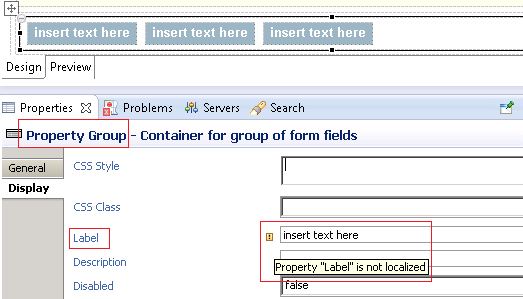 insert text here insert text here insert text here
Design Preview
Properties Problems Servers Search
Property Group - Container for group of form fields
General
CSS Style
Display
CSS Class
Label insert text here
Property "Label" is not localized
Description
Disabled false